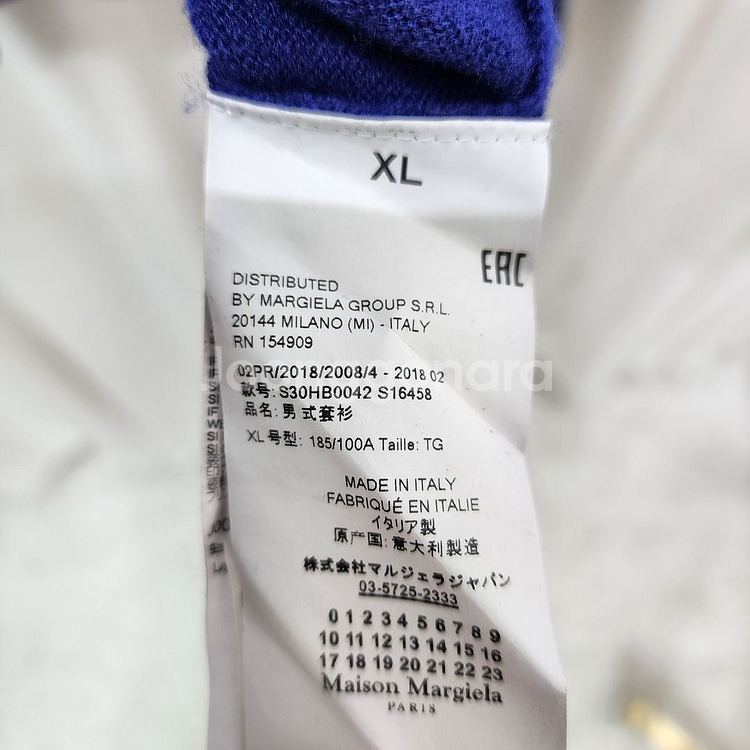 XL
EAC
DISTRIBUTED
BY MARGIELA GROUP S.R.L.
20144 MILANO (MI) - ITALY
RN 154909
02PR/2018/2008/4 - 2018 02
款号: S30HB0042 S16458
品名: 男式套衫
XL号型: 185/100A Taille: TG
MADE IN ITALY
FABRIQUÉ EN ITALIE
イタリア製
原产国: 意大利製造
株式会社マルジェラジャパン
03-5725-2333
0 1 2 3 4 5 6 7 8 9
10 11 12 13 14 15 16
17 18 19 20 21 22 23
Maison Margiela
PARIS